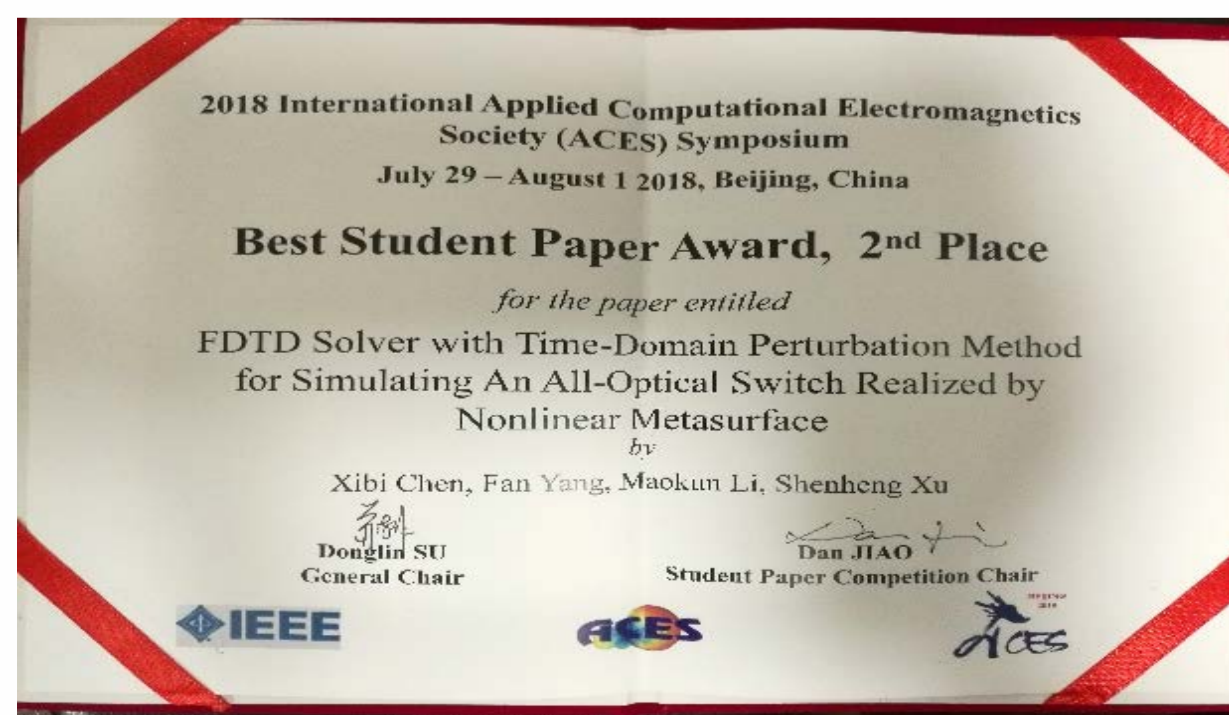 2018 International Applied Computational Electromagnetics
Society (ACES) Symposium
July 29 – August 1 2018, Beijing, China
Best Student Paper Award, 2nd Place
for the paper entitled
FDTD Solver with Time-Domain Perturbation Method
for Simulating An All-Optical Switch Realized by
Nonlinear Metasurface
by
Xibi Chen, Fan Yang, Maokun Li, Shenheng Xu
Donglin SU
Dan JIAO
General Chair
Student Paper Competition Chair
IEEE
ACES
ACES